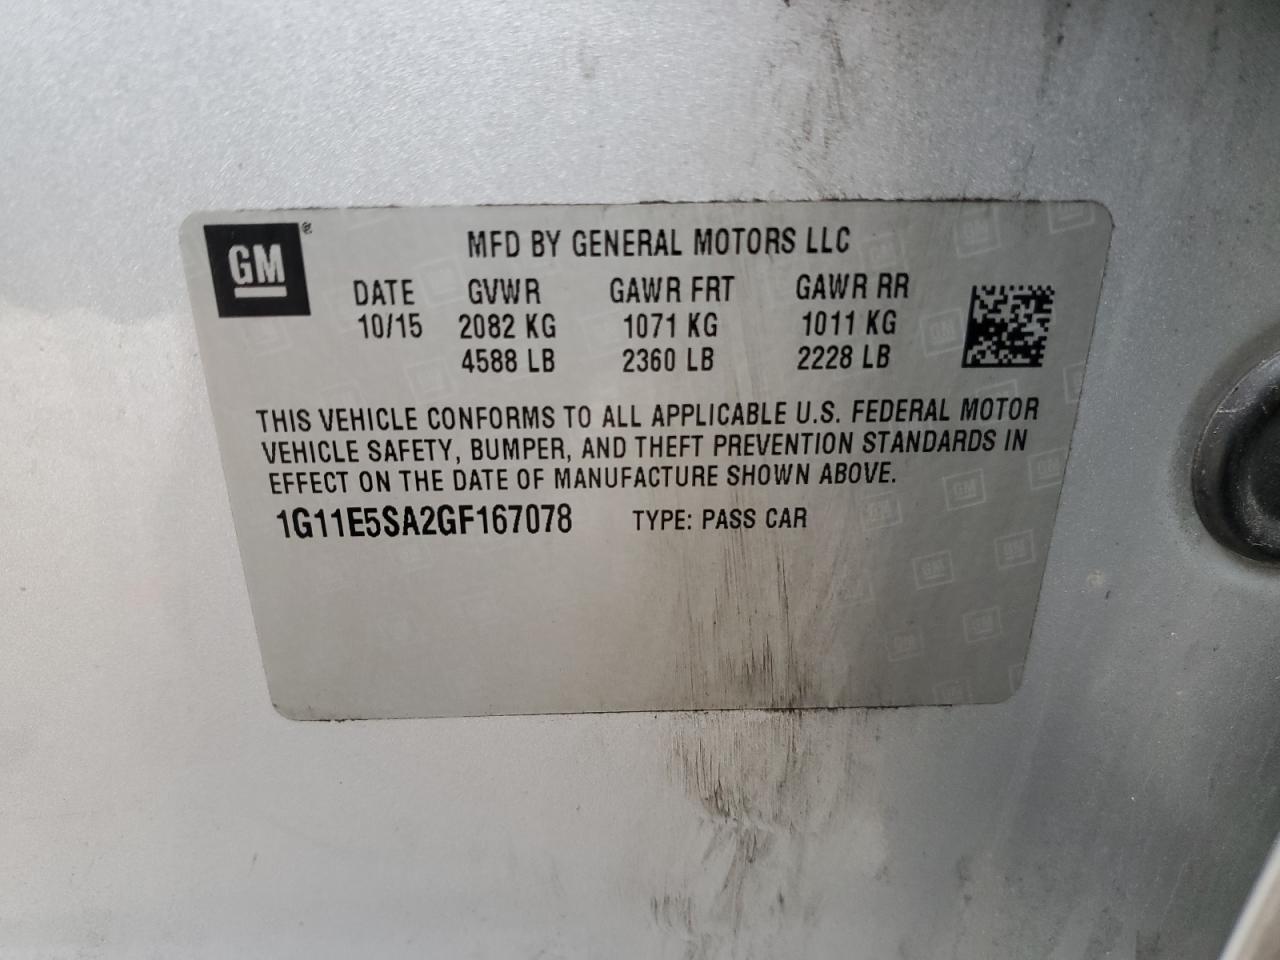 GM ®
MFD BY GENERAL MOTORS LLC
DATE GVWR GAWR FRT GAWR RR
10/15 2082 KG 1071 KG 1011 KG
4588 LB 2360 LB 2228 LB
THIS VEHICLE CONFORMS TO ALL APPLICABLE U.S. FEDERAL MOTOR
VEHICLE SAFETY, BUMPER, AND THEFT PREVENTION STANDARDS IN
EFFECT ON THE DATE OF MANUFACTURE SHOWN ABOVE.
1G11E5SA2GF167078 TYPE: PASS CAR